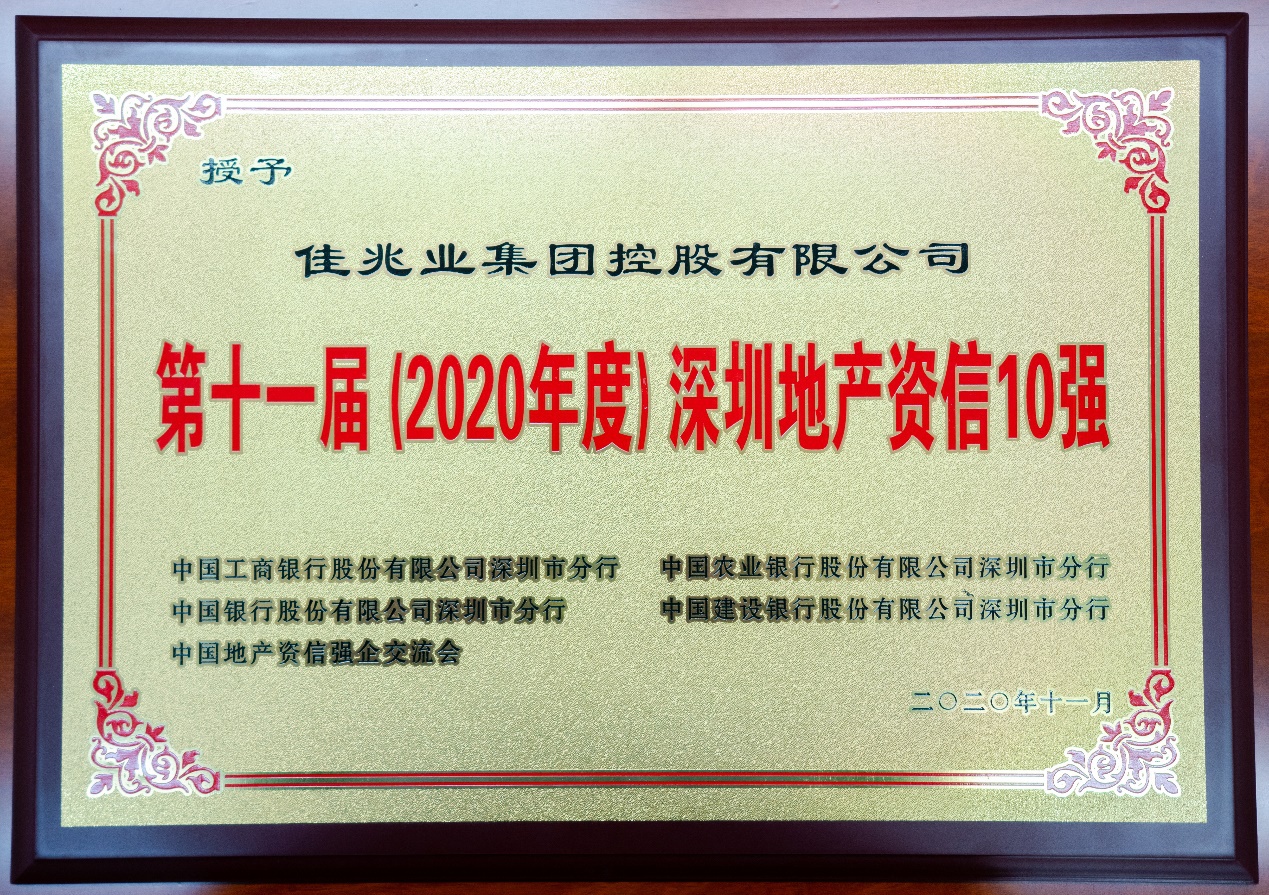 授予
佳兆业集团控股有限公司
第十一届(2020年度)深圳地产资信10强
中国工商银行股份有限公司深圳市分行 中国农业银行股份有限公司深圳市分行
中国银行股份有限公司深圳市分行 中国建设银行股份有限公司深圳市分行
中国地产资信强企交流会
二〇二〇年十一月